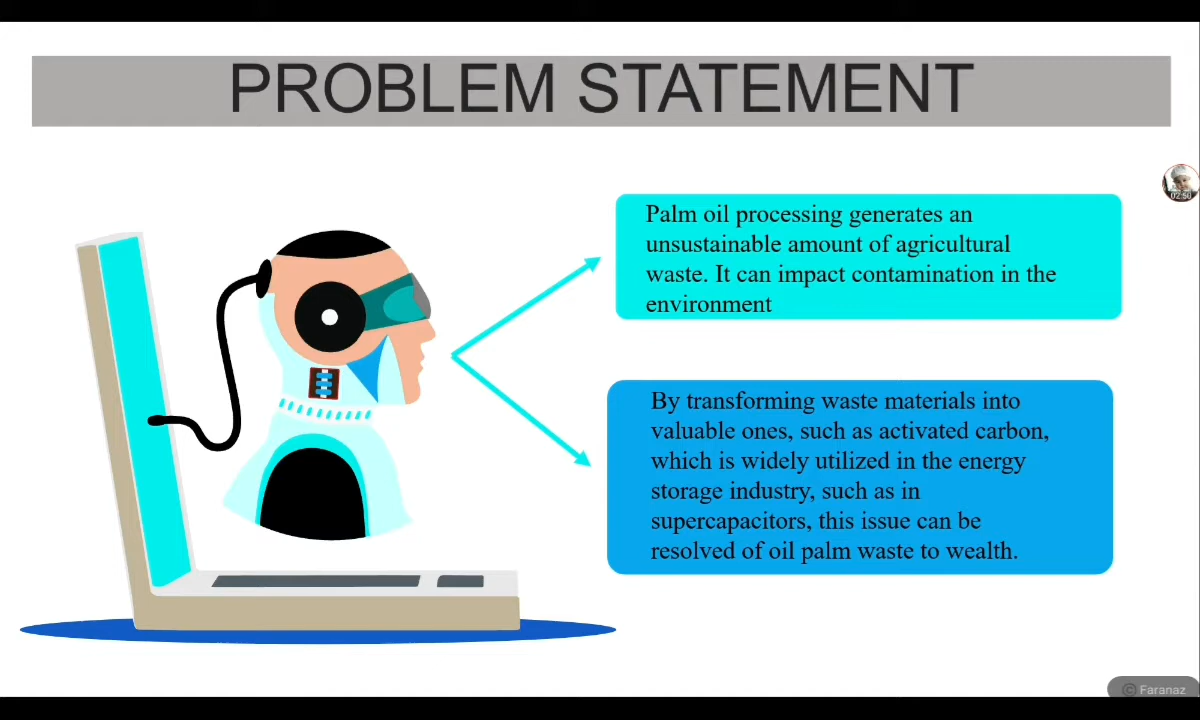 PROBLEM STATEMENT
Palm oil processing generates an
unsustainable amount of agricultural
waste. It can impact contamination in the
environment
02:50
By transforming waste materials into
valuable ones, such as activated carbon,
which is widely utilized in the energy
storage industry, such as in
supercapacitors, this issue can be
resolved of oil palm waste to wealth.
© Faranaz